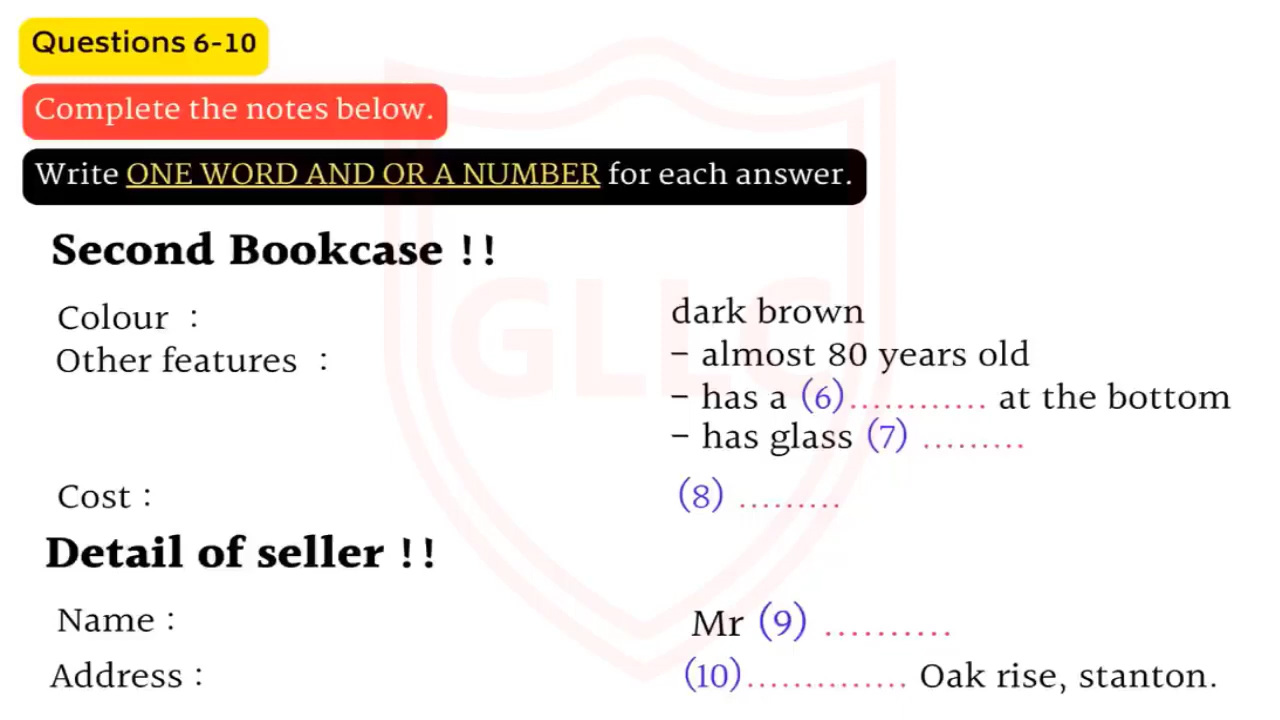 Questions 6-10
Complete the notes below.
Write ONE WORD AND OR A NUMBER for each answer.
Second Bookcase !!
Colour : dark brown
Other features : – almost 80 years old
– has a (6)............ at the bottom
– has glass (7) .........
Cost : (8) .........
Detail of seller !!
Name : Mr (9) ...........
Address : (10).............. Oak rise, stanton.
GLLC